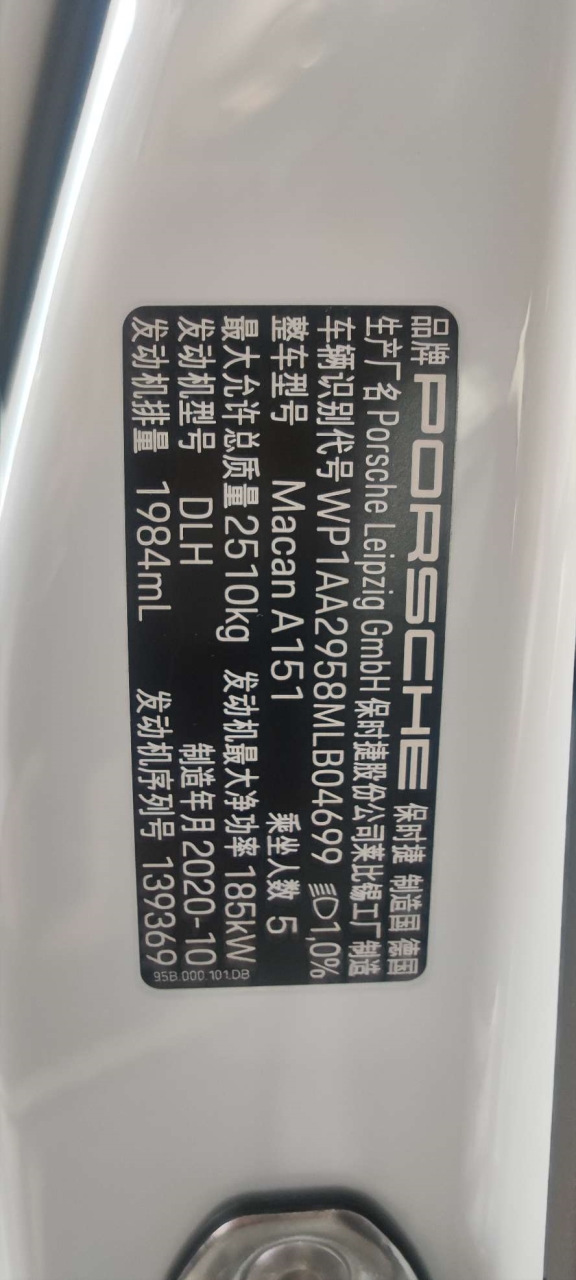 品牌 PORSCHE 保时捷 制造国 德国
生产厂名 Porsche Leipzig GmbH 保时捷股份公司莱比锡工厂 制造
车辆识别代号 WP1AA2958MLB04699 1,0%
整车型号 Macan A151 乘坐人数 5
最大允许总质量 2510kg 发动机最大净功率 185kW
发动机型号 DLH 制造年月 2020-10
发动机排量 1984mL 发动机序列号 139369
95B.000.101.DB